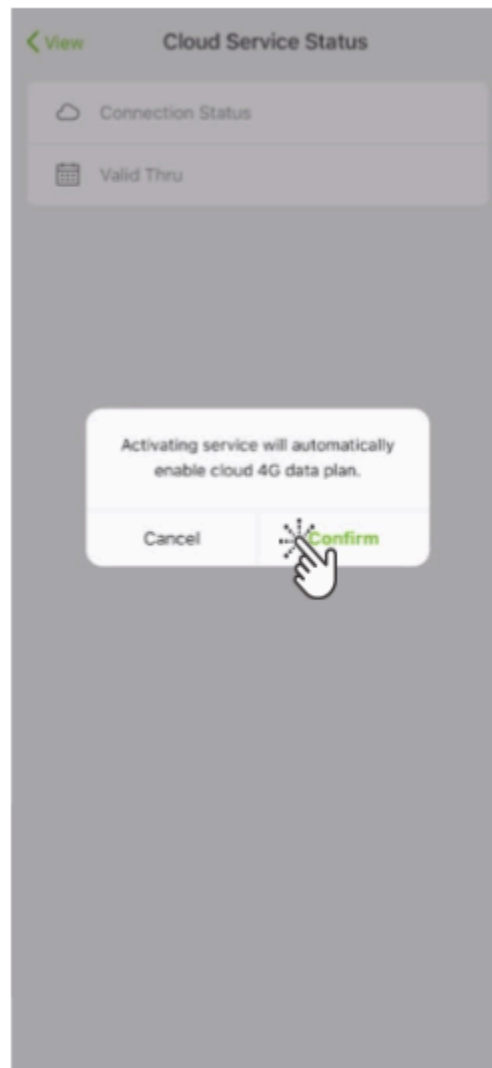 View
Cloud Service Status
Connection Status
Valid Thru
Activating service will automatically
enable cloud 4G data plan.
Cancel
Confirm